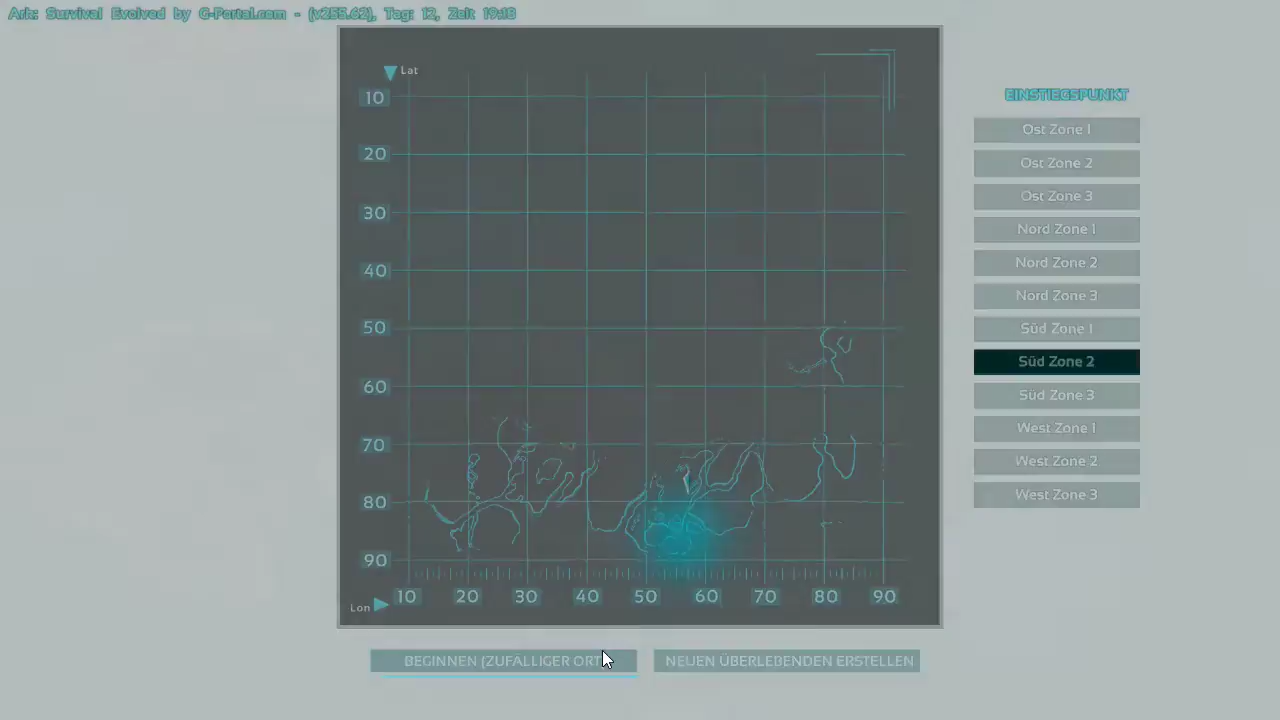 Ark: Survival Evolved by G-Portal.com - (v255.62), Tag: 12, Zeit 19:18
Lat
10
20
30
40
50
60
70
80
90
Lon
10 20 30 40 50 60 70 80 90
EINSTIEGSPUNKT
Ost Zone 1
Ost Zone 2
Ost Zone 3
Nord Zone 1
Nord Zone 2
Nord Zone 3
Süd Zone 1
Süd Zone 2
Süd Zone 3
West Zone 1
West Zone 2
West Zone 3
BEGINNEN (ZUFÄLLIGER ORT
NEUEN ÜBERLEBENDEN ERSTELLEN